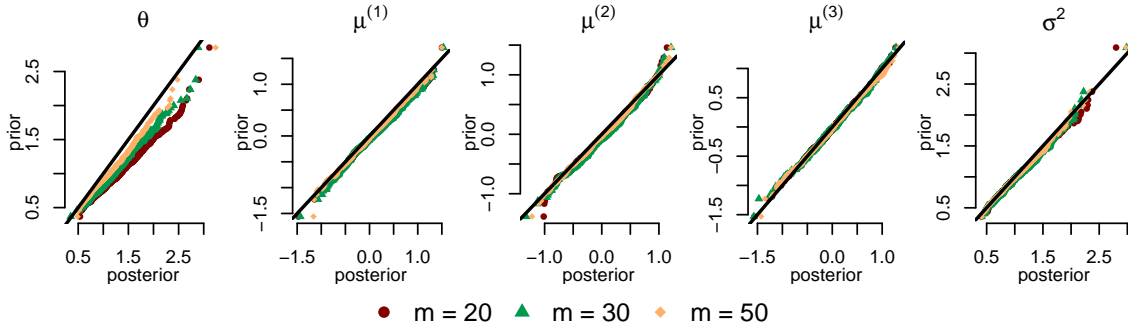 θ
μ(1)
μ(2)
μ(3)
σ2
prior
0.5 1.5 2.5
0.5 1.5 2.5
posterior
prior
−1.5 0.0 1.0
−1.5 0.0 1.0
posterior
prior
−1.0 0.0 1.0
−1.0 0.0 1.0
posterior
prior
−1.5 −0.5 0.5
−1.5 0.0 1.0
posterior
prior
0.5 1.5 2.5
0.5 1.5 2.5
posterior
m = 20 m = 30 m = 50